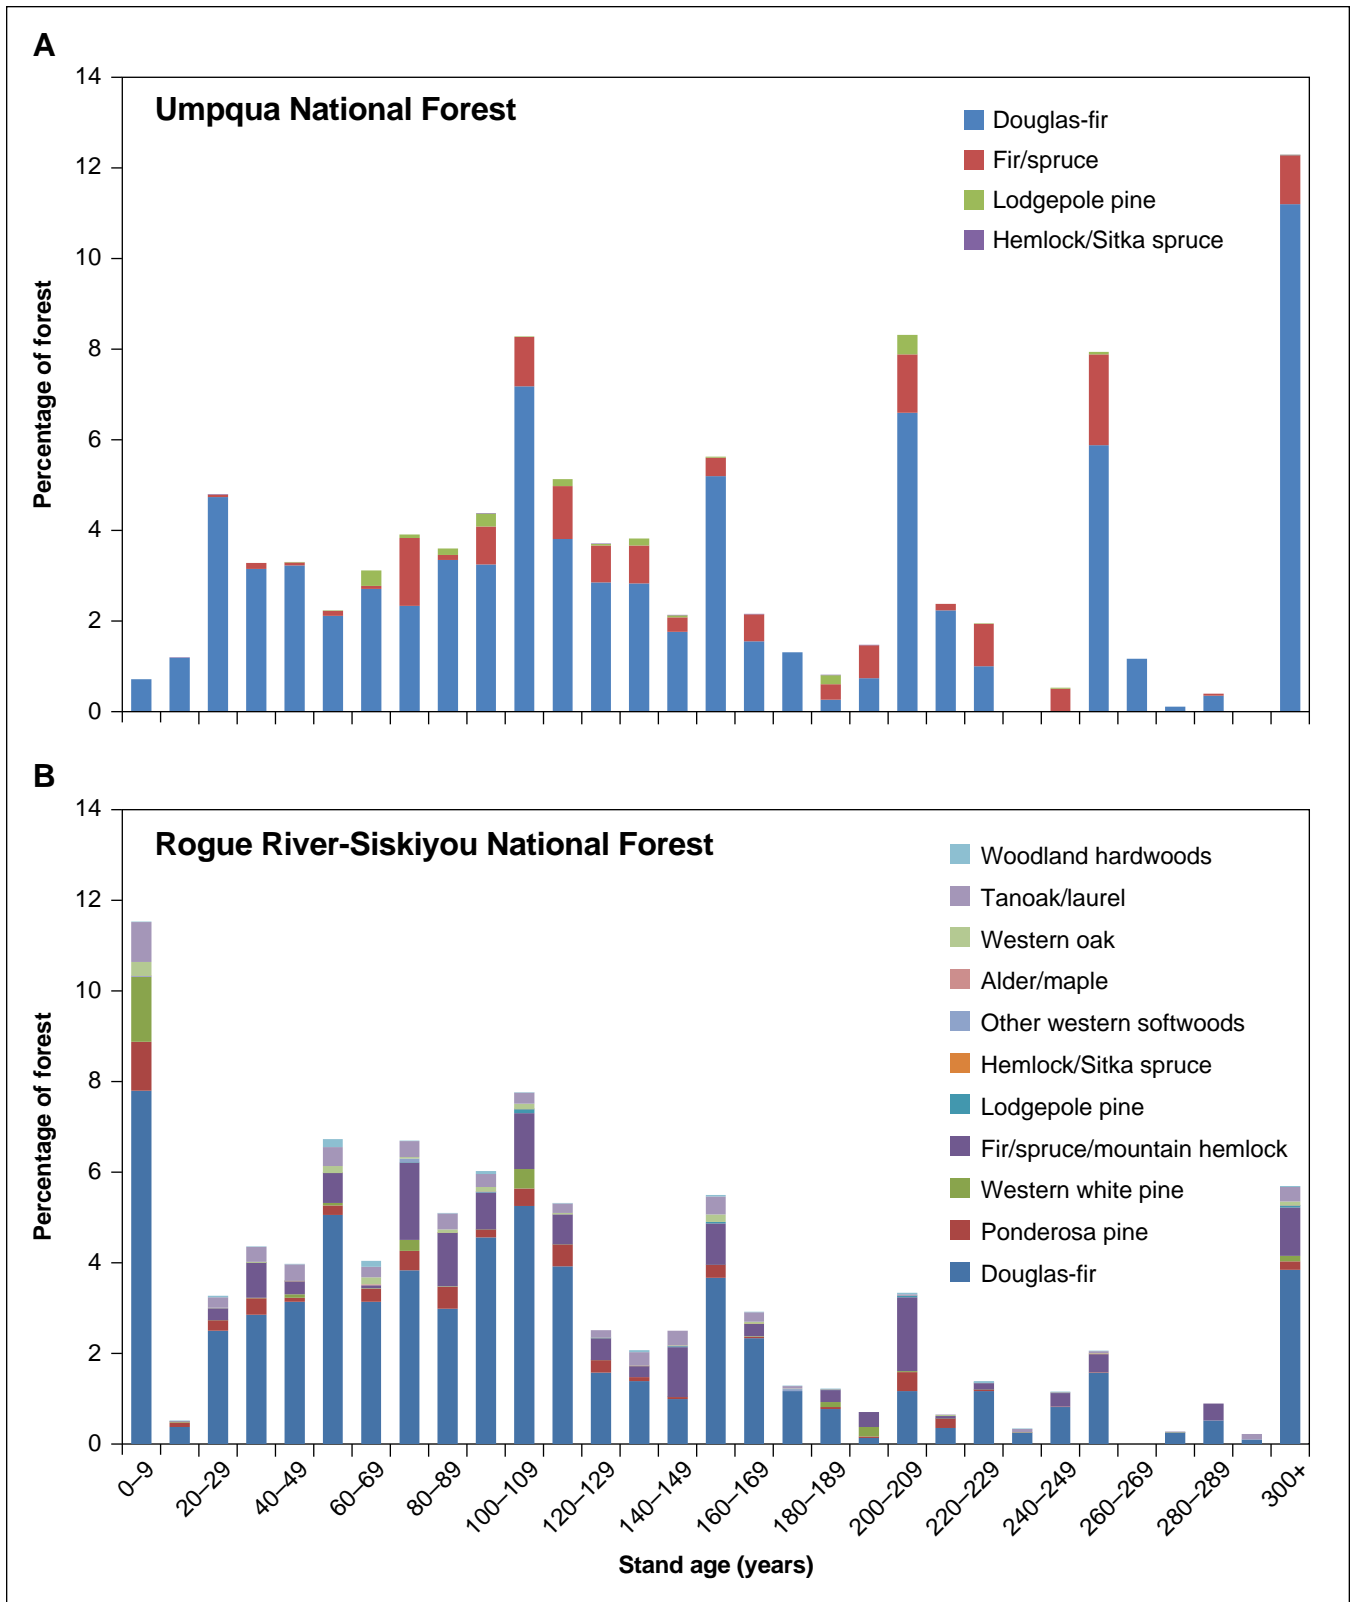 A
Umpqua National Forest
Percentage of forest
14
12
10
8
6
4
2
0
Douglas-fir
Fir/spruce
Lodgepole pine
Hemlock/Sitka spruce
B
Rogue River-Siskiyou National Forest
Percentage of forest
14
12
10
8
6
4
2
0
Woodland hardwoods
Tanoak/laurel
Western oak
Alder/maple
Other western softwoods
Hemlock/Sitka spruce
Lodgepole pine
Fir/spruce/mountain hemlock
Western white pine
Ponderosa pine
Douglas-fir
0–9
20–29
40–49
60–69
80–89
100–109
120–129
140–149
160–169
180–189
200–209
220–229
240–249
260–269
280–289
300+
Stand age (years)